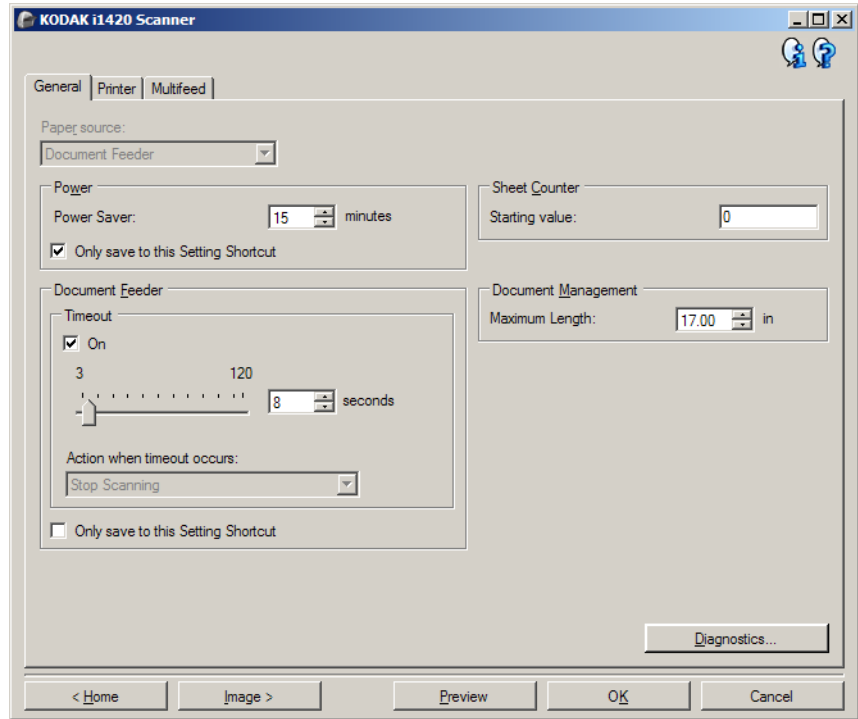 KODAK i1420 Scanner
General Printer Multifeed
Paper source:
Document Feeder
Power
Power Saver: 15 minutes
Only save to this Setting Shortcut
Sheet Counter
Starting value: 0
Document Feeder
Timeout
On
3 120
8 seconds
Action when timeout occurs:
Stop Scanning
Only save to this Setting Shortcut
Document Management
Maximum Length: 17.00 in
Diagnostics...
< Home Image > Preview OK Cancel